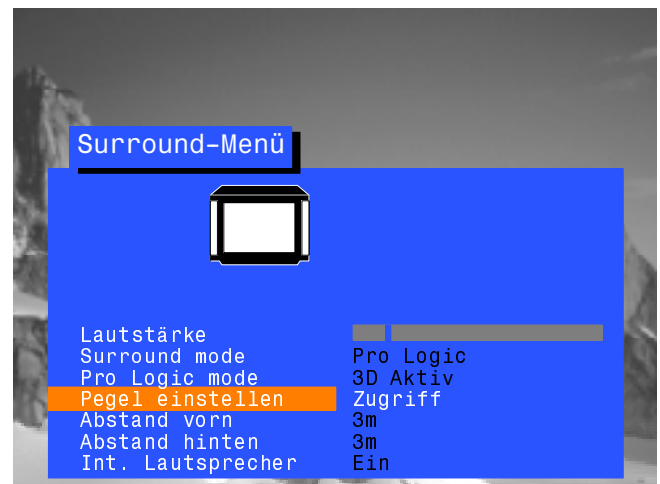 Surround-Menü
Lautstärke
Surround mode Pro Logic
Pro Logic mode 3D Aktiv
Pegel einstellen Zugriff
Abstand vorn 3m
Abstand hinten 3m
Int. Lautsprecher Ein